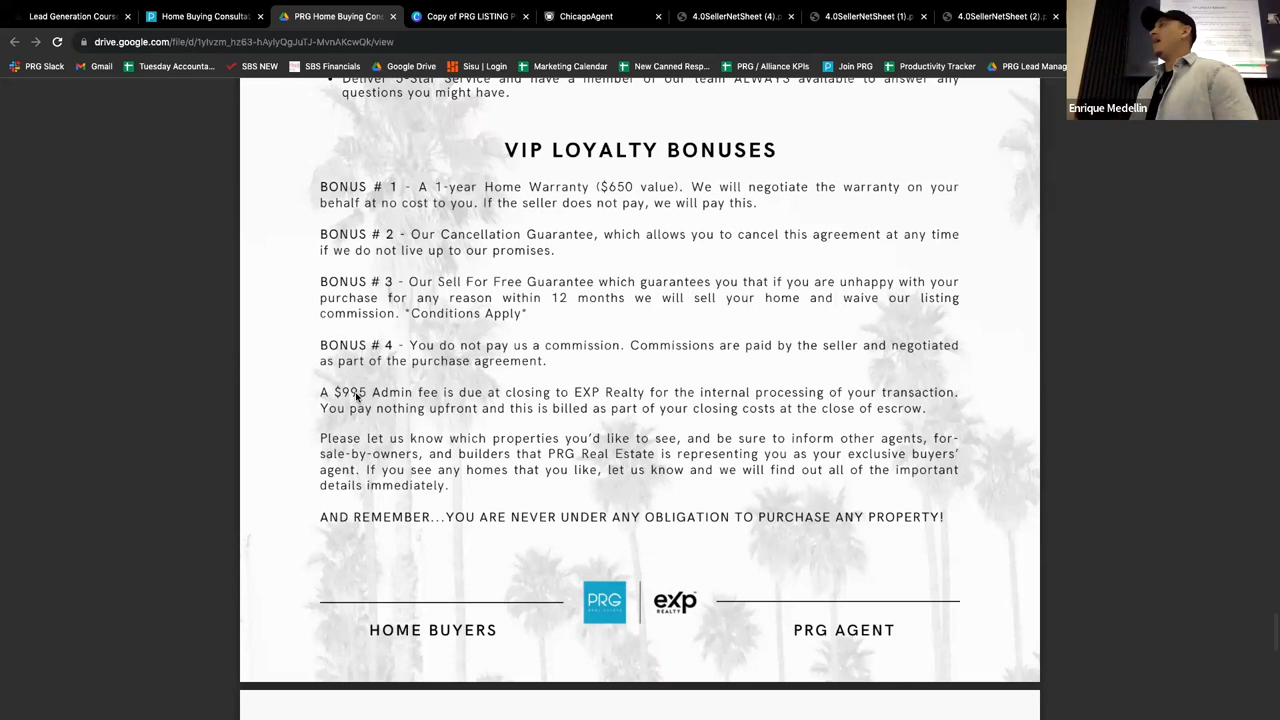 Lead Generation Course
Home Buying Consultat
PRG Home Buying Cons
Copy of PRG
ChicagoAgent
4.0SellerNetSheet (4).p
4.0SellerNetSheet (1).p
SellerNetSheet (2).p
drive.google.com/file/d/1yIvzm_hz63-hAyIyQgJuTJ-MvnAKcWqk/view
PRG Slack
Gmail
Tuesday Accounta...
SBS NEW
SBS Financ
Google Drive
Lulu | Log
Billing Calendar
Ylopo Canned Resp...
PRG / Allie
Join PRG
Productivity Tracker
PRG Lead Manag
questions you might have.
VIP LOYALTY BONUSES
BONUS # 1 - A 1-year Home Warranty ($650 value). We will negotiate the warranty on your
behalf at no cost to you. If the seller does not pay, we will pay this.
BONUS # 2 - Our Cancellation Guarantee, which allows you to cancel this agreement at any time
if we do not live up to our promises.
BONUS # 3 - Our Sell For Free Guarantee which guarantees you that if you are unhappy with your
purchase for any reason within 12 months we will sell your home and waive our listing
commission. *Conditions Apply*
BONUS # 4 - You do not pay us a commission. Commissions are paid by the seller and negotiated
as part of the purchase agreement.
A $995 Admin fee is due at closing to EXP Realty for the internal processing of your transaction.
You pay nothing upfront and this is billed as part of your closing costs at the close of escrow.
Please let us know which properties you'd like to see, and be sure to inform other agents, for-
sale-by-owners, and builders that PRG Real Estate is representing you as your exclusive buyers'
agent. If you see any homes that you like, let us know and we will find out all of the important
details immediately.
AND REMEMBER...YOU ARE NEVER UNDER ANY OBLIGATION TO PURCHASE ANY PROPERTY!
PRG
exp
REALTY
HOME BUYERS
PRG AGENT
Enrique Medellin